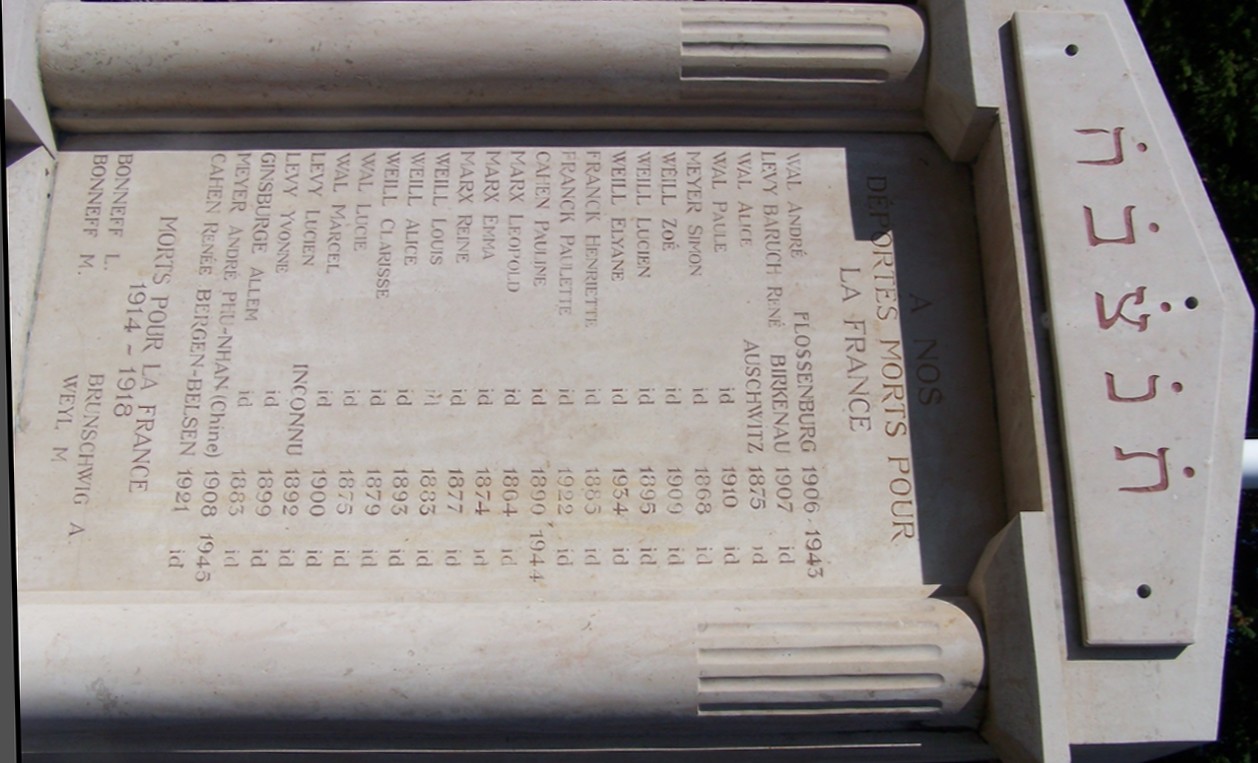 ת̇ נ̇ צ̇ ב̇ ה̇
A NOS
DÉPORTÉS MORTS POUR
LA FRANCE
WAL ANDRÉ FLOSSENBURG 1906 1943
LEVY BARUCH RENÉ BIRKENAU 1907 id
WAL ALICE AUSCHWITZ 1875 id
WAL PAULE id 1910 id
MEYER SIMON id 1868 id
WEILL ZOÉ id 1909 id
WEILL LUCIEN id 1895 id
WEILL ELYANE id 1934 id
FRANCK HENRIETTE id 1885 id
FRANCK PAULETTE id 1922 id
CAHEN PAULINE id 1890 1944
MARX LEOPOLD id 1864 id
MARX EMMA id 1874 id
MARX REINE id 1877 id
WEILL LOUIS id 1883 id
WEILL ALICE id 1893 id
WEILL CLARISSE id 1879 id
WAL LUCIE id 1875 id
WAL MARCEL id 1900 id
LEVY LUCIEN INCONNU 1892 id
LEVY YVONNE id 1899 id
GINSBURGE ALLEM id 1883 id
MEYER ANDRÉ PHU-NHAN (Chine) 1908 1945
CAHEN RENÉE BERGEN-BELSEN 1921 id
MORTS POUR LA FRANCE
1914 - 1918
BONNEFF L. BRUNSCHWIG A
BONNEFF M. WEYL M